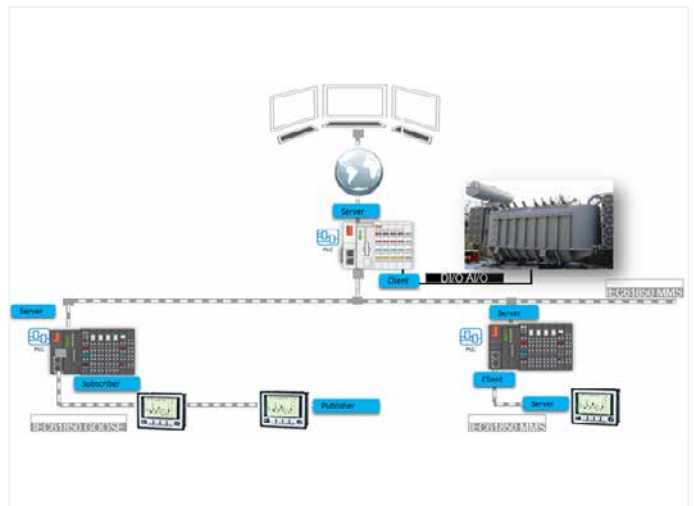 Server
PLC
Client
DI/O AI/O
IEC61850 MMS
Server
PLC
Subscriber
Publisher
IEC61850 GOOSE
Server
PLC
Client
Server
IEC61850 MMS